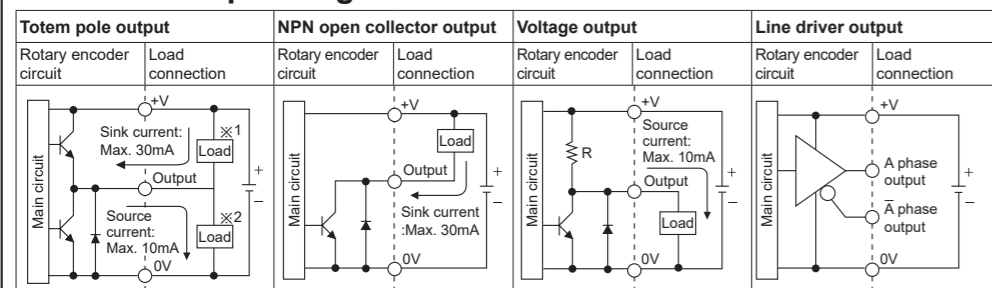 Totem pole output
Rotary encoder circuit
Load connection
Main circuit
+V
Sink current:
Max. 30mA
※1
Load
Output
Source
current:
Max. 10mA
※2
Load
0V
+
−
NPN open collector output
Rotary encoder circuit
Load connection
Main circuit
+V
Load
Output
Sink current
:Max. 30mA
0V
+
−
Voltage output
Rotary encoder circuit
Load connection
Main circuit
+V
R
Source
current:
Max. 10mA
Output
Load
0V
+
−
Line driver output
Rotary encoder circuit
Load connection
Main circuit
+V
A phase
output
A̅ phase
output
0V
+
−